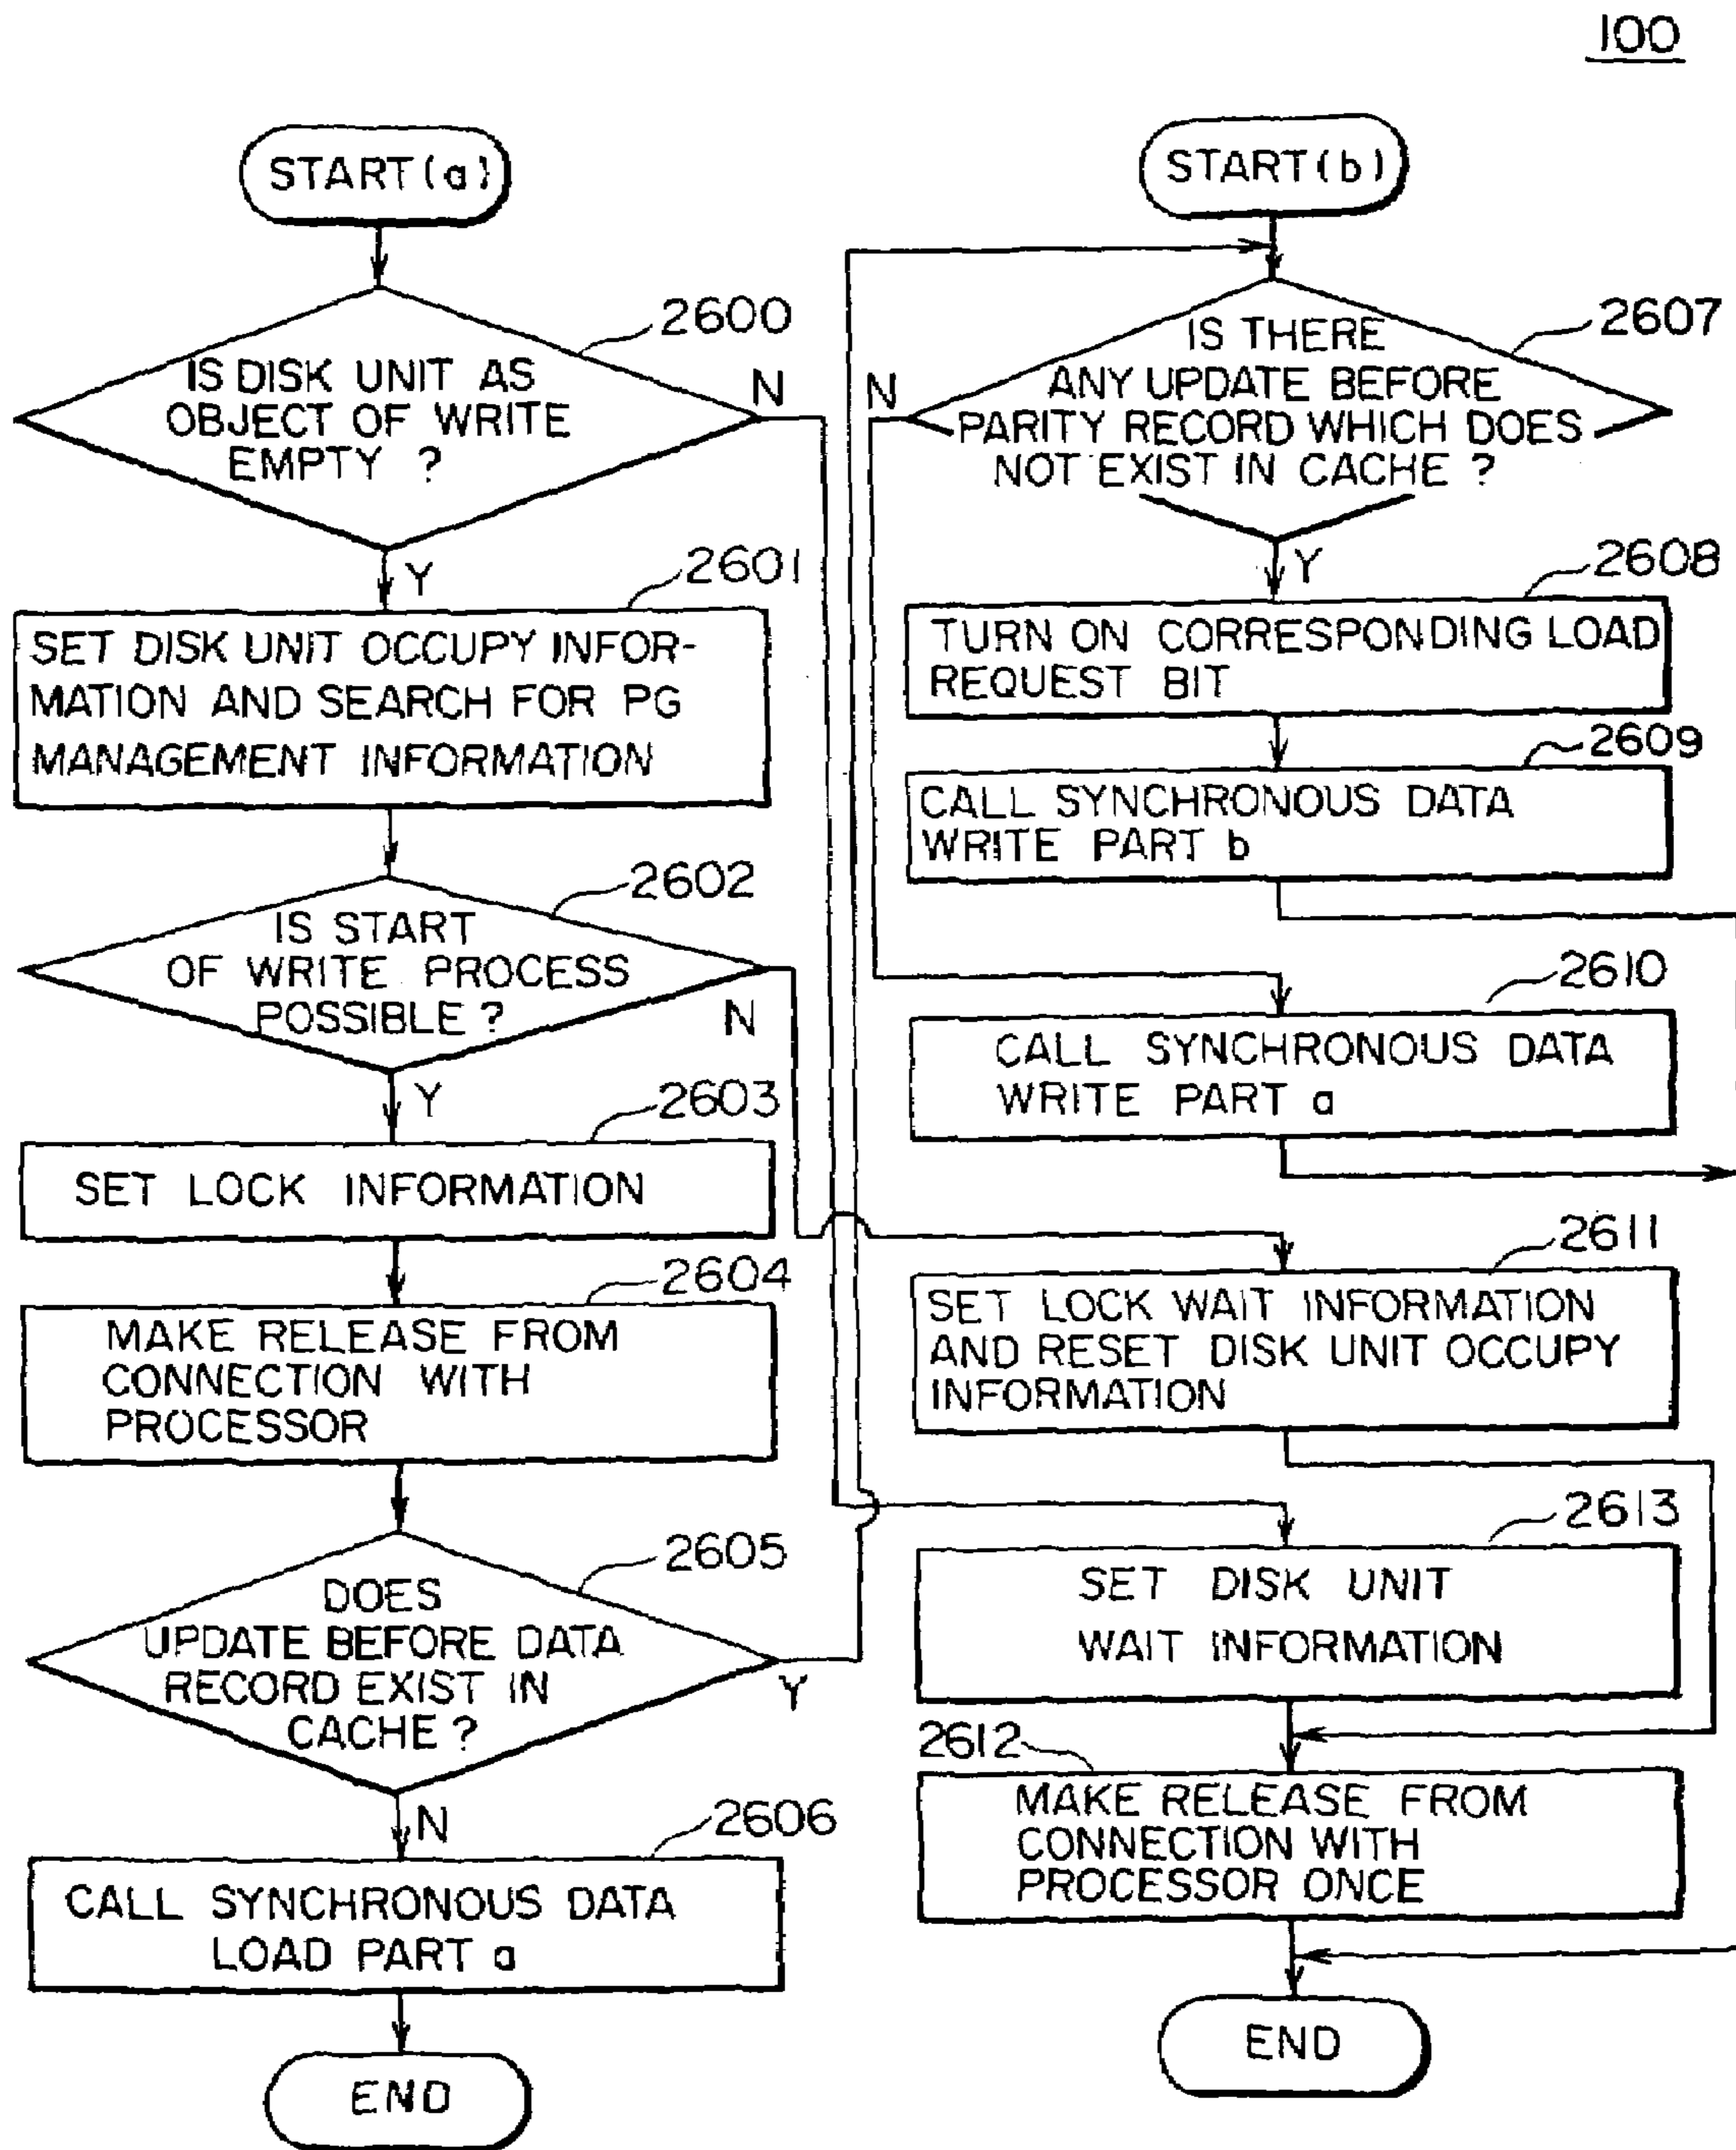 100
START(a)
2600
IS DISK UNIT AS
OBJECT OF WRITE
EMPTY ?
N
Y
2601
SET DISK UNIT OCCUPY INFOR-
MATION AND SEARCH FOR PG
MANAGEMENT INFORMATION
2602
IS START
OF WRITE PROCESS
POSSIBLE ?
N
Y
2603
SET LOCK INFORMATION
2604
MAKE RELEASE FROM
CONNECTION WITH
PROCESSOR
2605
DOES
UPDATE BEFORE DATA
RECORD EXIST IN
CACHE ?
Y
N
2606
CALL SYNCHRONOUS DATA
LOAD PART a
END
START(b)
2607
IS THERE
ANY UPDATE BEFORE
PARITY RECORD WHICH DOES
NOT EXIST IN CACHE ?
N
Y
2608
TURN ON CORRESPONDING LOAD
REQUEST BIT
2609
CALL SYNCHRONOUS DATA
WRITE PART b
2610
CALL SYNCHRONOUS DATA
WRITE PART a
2611
SET LOCK WAIT INFORMATION
AND RESET DISK UNIT OCCUPY
INFORMATION
2613
SET DISK UNIT
WAIT INFORMATION
2612
MAKE RELEASE FROM
CONNECTION WITH
PROCESSOR ONCE
END